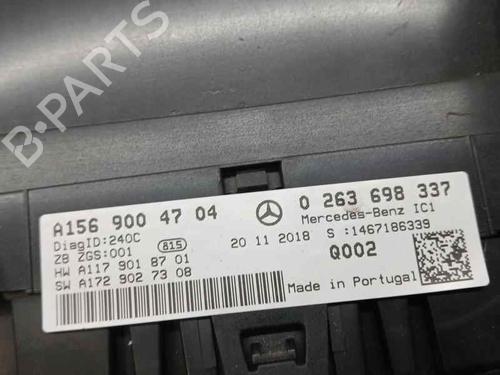 B-PARTS
A156 900 47 04
0 263 698 337
DiagID:240C
815
Mercedes-Benz IC1
ZB ZGS:001
20 11 2018 S :1467186339
HW A117 901 87 01
Q002
SW A172 902 73 08
Made in Portugal